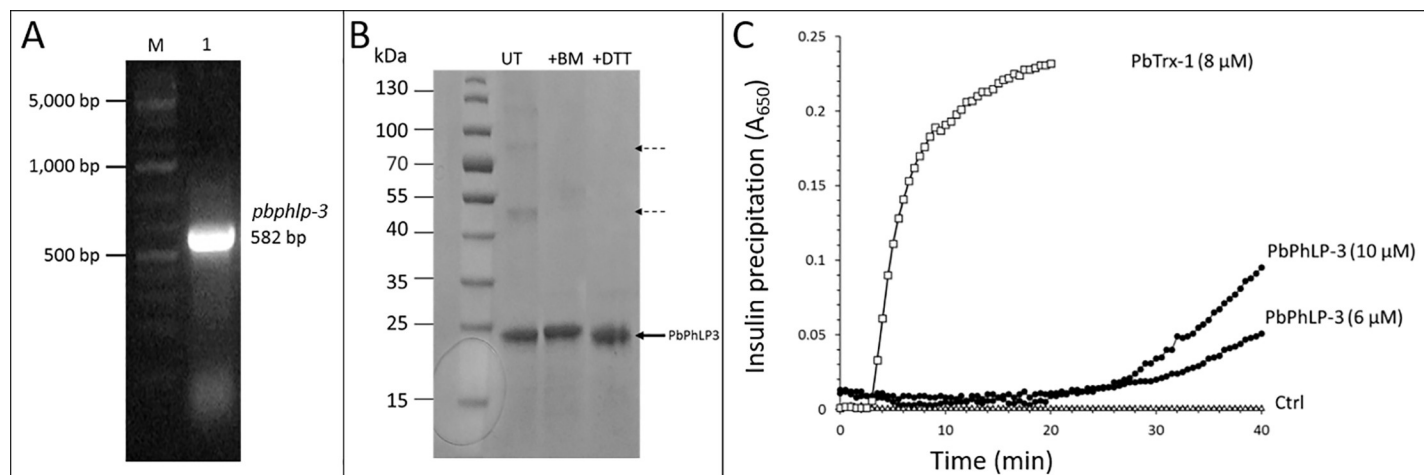 A
M 1
5,000 bp
1,000 bp
pbphlp-3
582 bp
500 bp
B
kDa
UT +BM +DTT
130
100
70
55
40
35
25
15
PbPhLP3
C
Insulin precipitation (A650)
0.25
0.2
0.15
0.1
0.05
0
PbTrx-1 (8 µM)
PbPhLP-3 (10 µM)
PbPhLP-3 (6 µM)
Ctrl
0 10 20 30 40
Time (min)